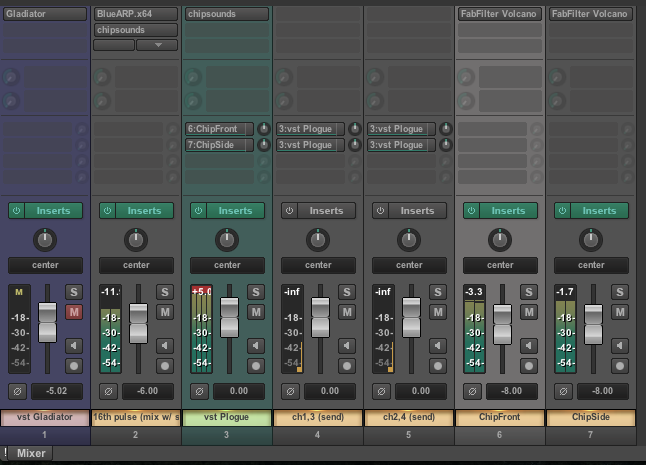 Gladiator BlueARP.x64 chipsounds FabFilter Volcano FabFilter Volcano
chipsounds
6:ChipFront 3:vst Plogue 3:vst Plogue
7:ChipSide 3:vst Plogue 3:vst Plogue
Inserts Inserts Inserts Inserts Inserts Inserts Inserts
center center center center center center center
M -11. S +5.0 S -inf S -inf S -3.3 S -1.7 S
S
M M M M M M M
-18- -18- -18- -18- -18- -18- -18-
-30- -30- -30- -30- -30- -30- -30-
-42- -42- -42- -42- -42- -42- -42-
-54- -54- -54- -54- -54- -54- -54-
Ø -5.02 Ø -6.00 Ø 0.00 Ø 0.00 Ø 0.00 Ø -8.00 Ø -8.00
vst Gladiator 16th pulse (mix w/ s vst Plogue ch1,3 (send) ch2,4 (send) ChipFront ChipSide
1 2 3 4 5 6 7
! Mixer